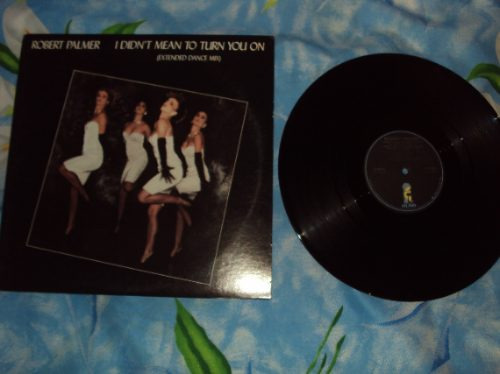 ROBERT PALMER I DIDN'T MEAN TO TURN YOU ON
(EXTENDED DANCE MIX)